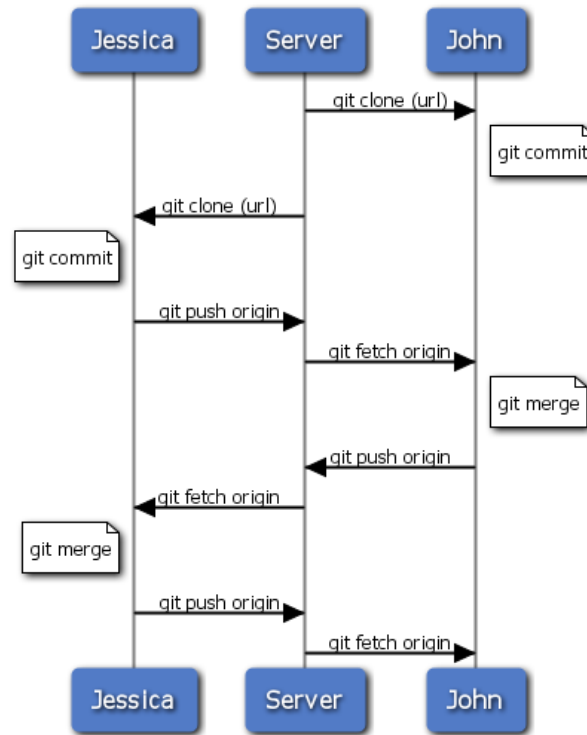 Jessica
Server
John
git clone (url)
git commit
git clone (url)
git commit
git push origin
git fetch origin
git merge
git push origin
git fetch origin
git merge
git push origin
git fetch origin
Jessica
Server
John